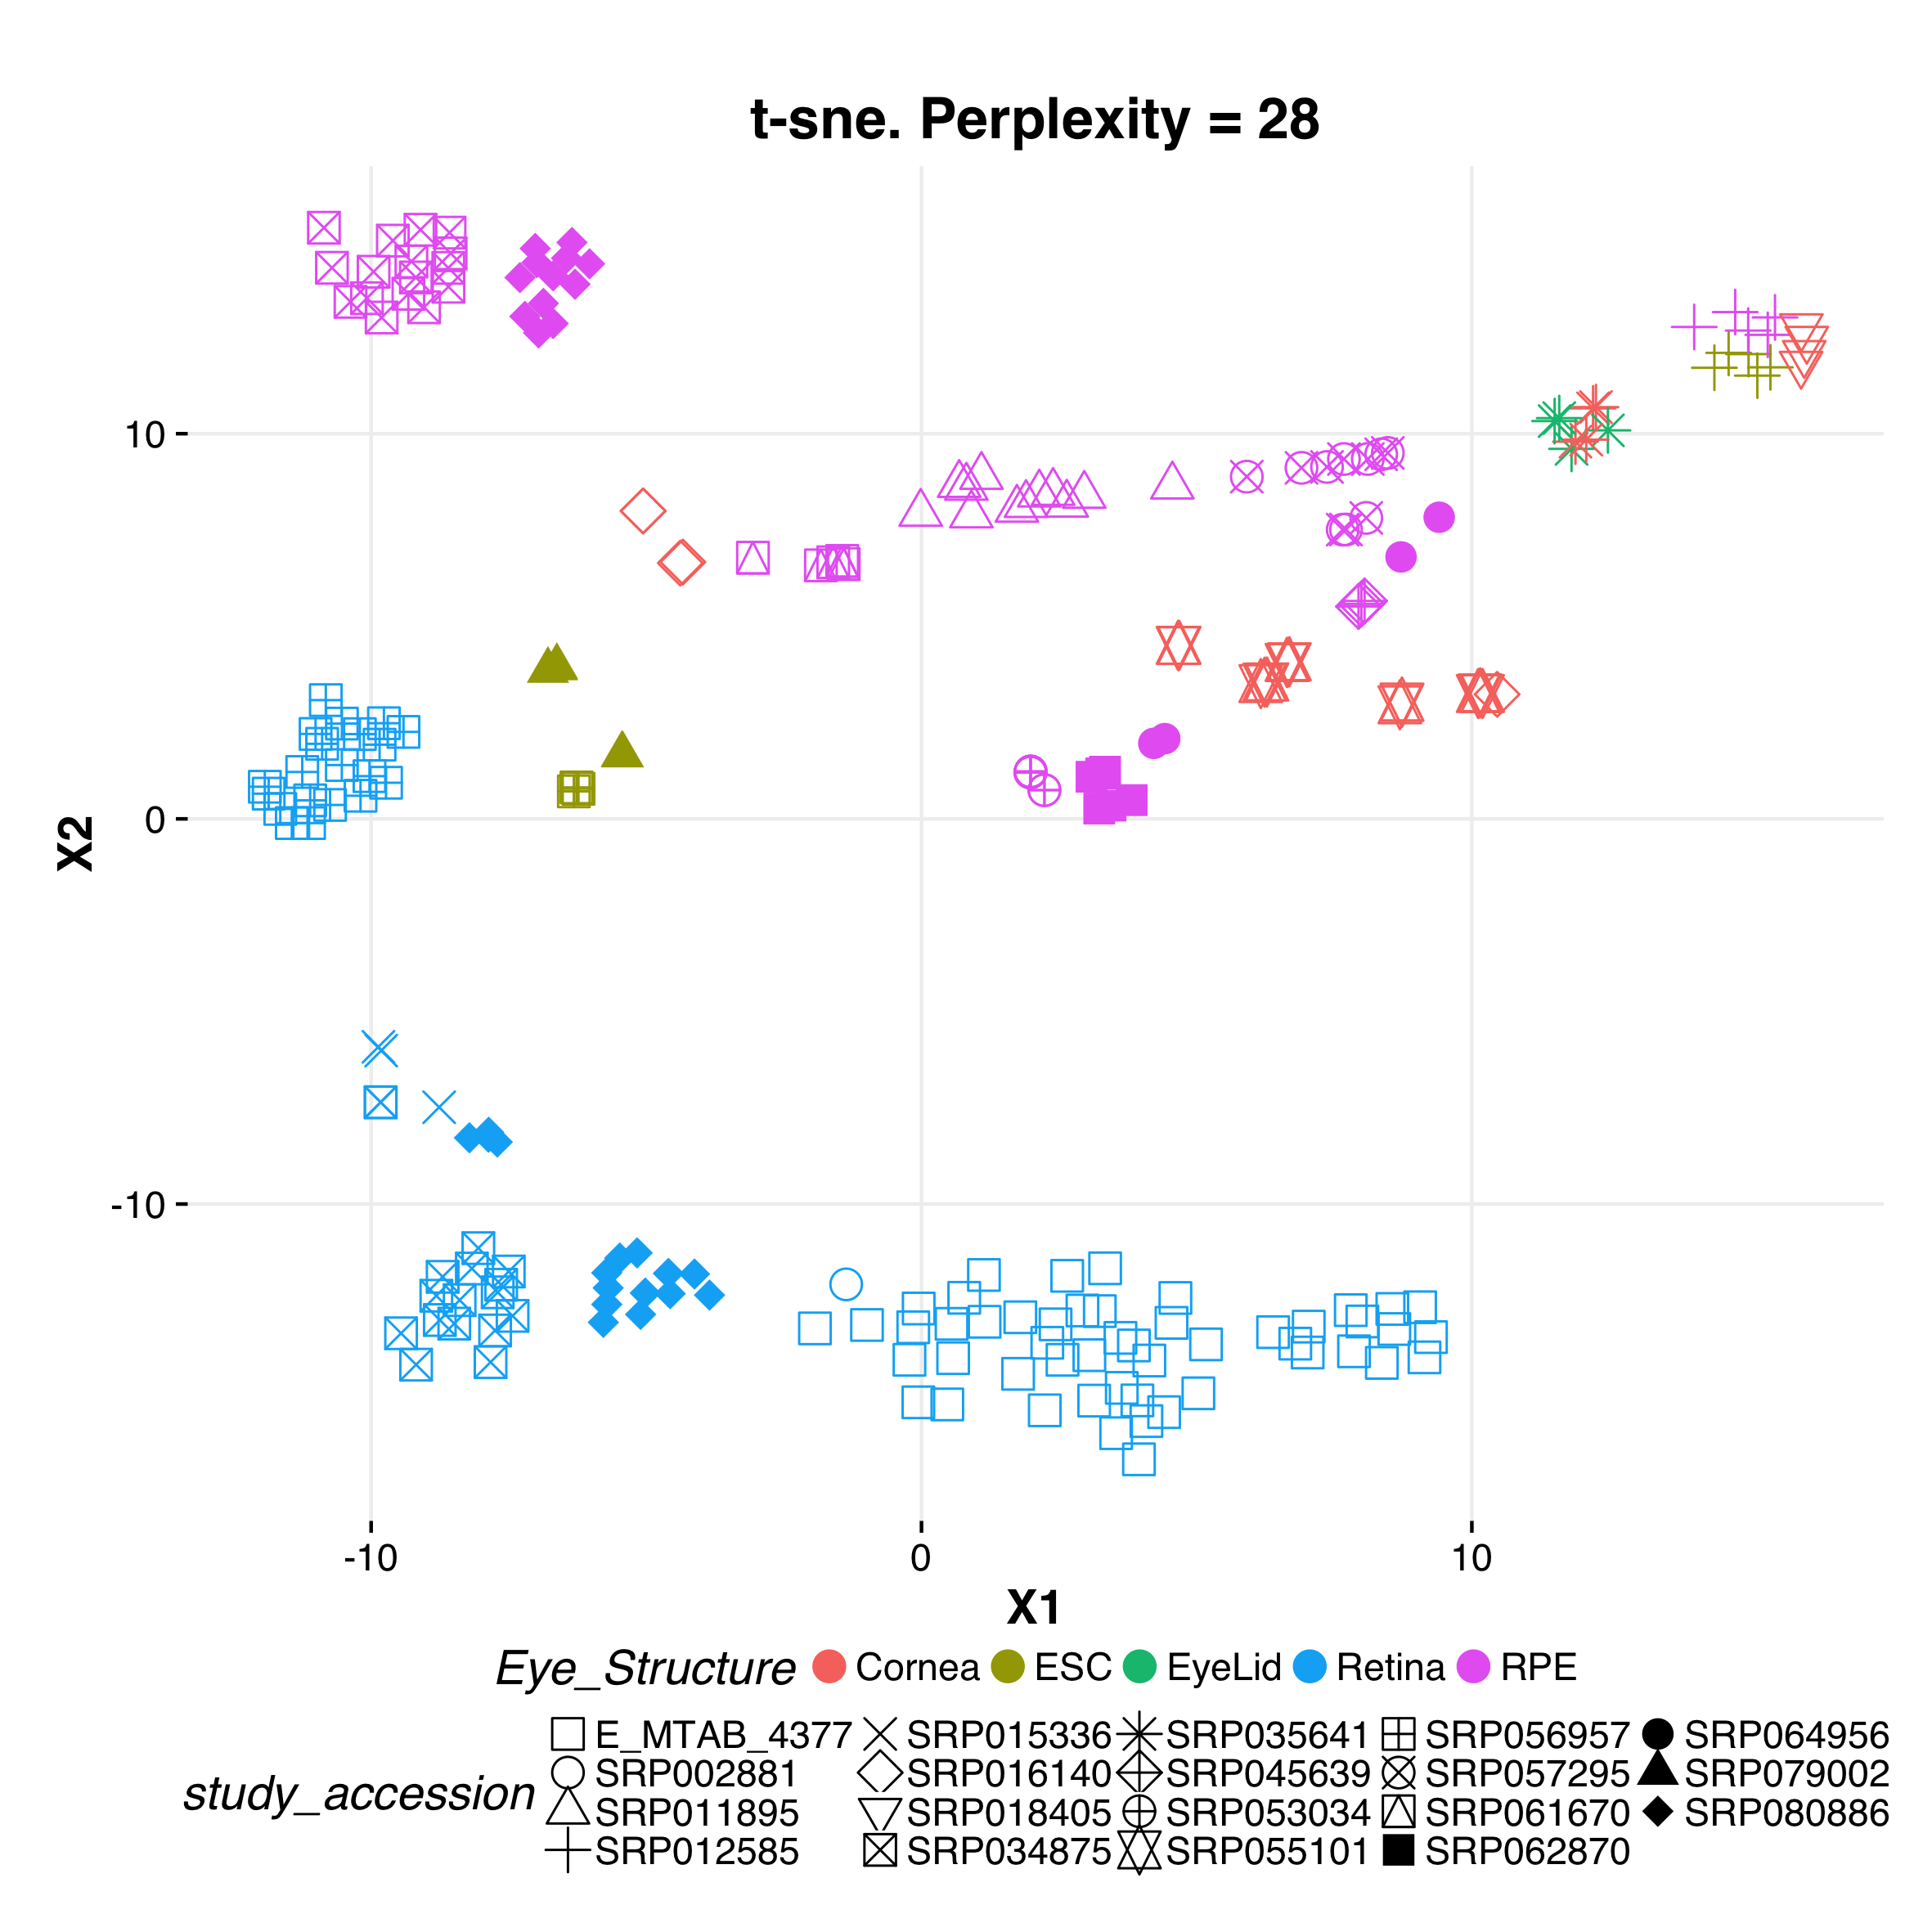 t-sne. Perplexity = 28
10
0
-10
X2
-10 0 10
X1
Eye_Structure Cornea ESC EyeLid Retina RPE
study_accession
E_MTAB_4377 SRP015336 SRP035641 SRP056957 SRP064956
SRP002881 SRP016140 SRP045639 SRP057295 SRP079002
SRP011895 SRP018405 SRP053034 SRP061670 SRP080886
SRP012585 SRP034875 SRP055101 SRP062870